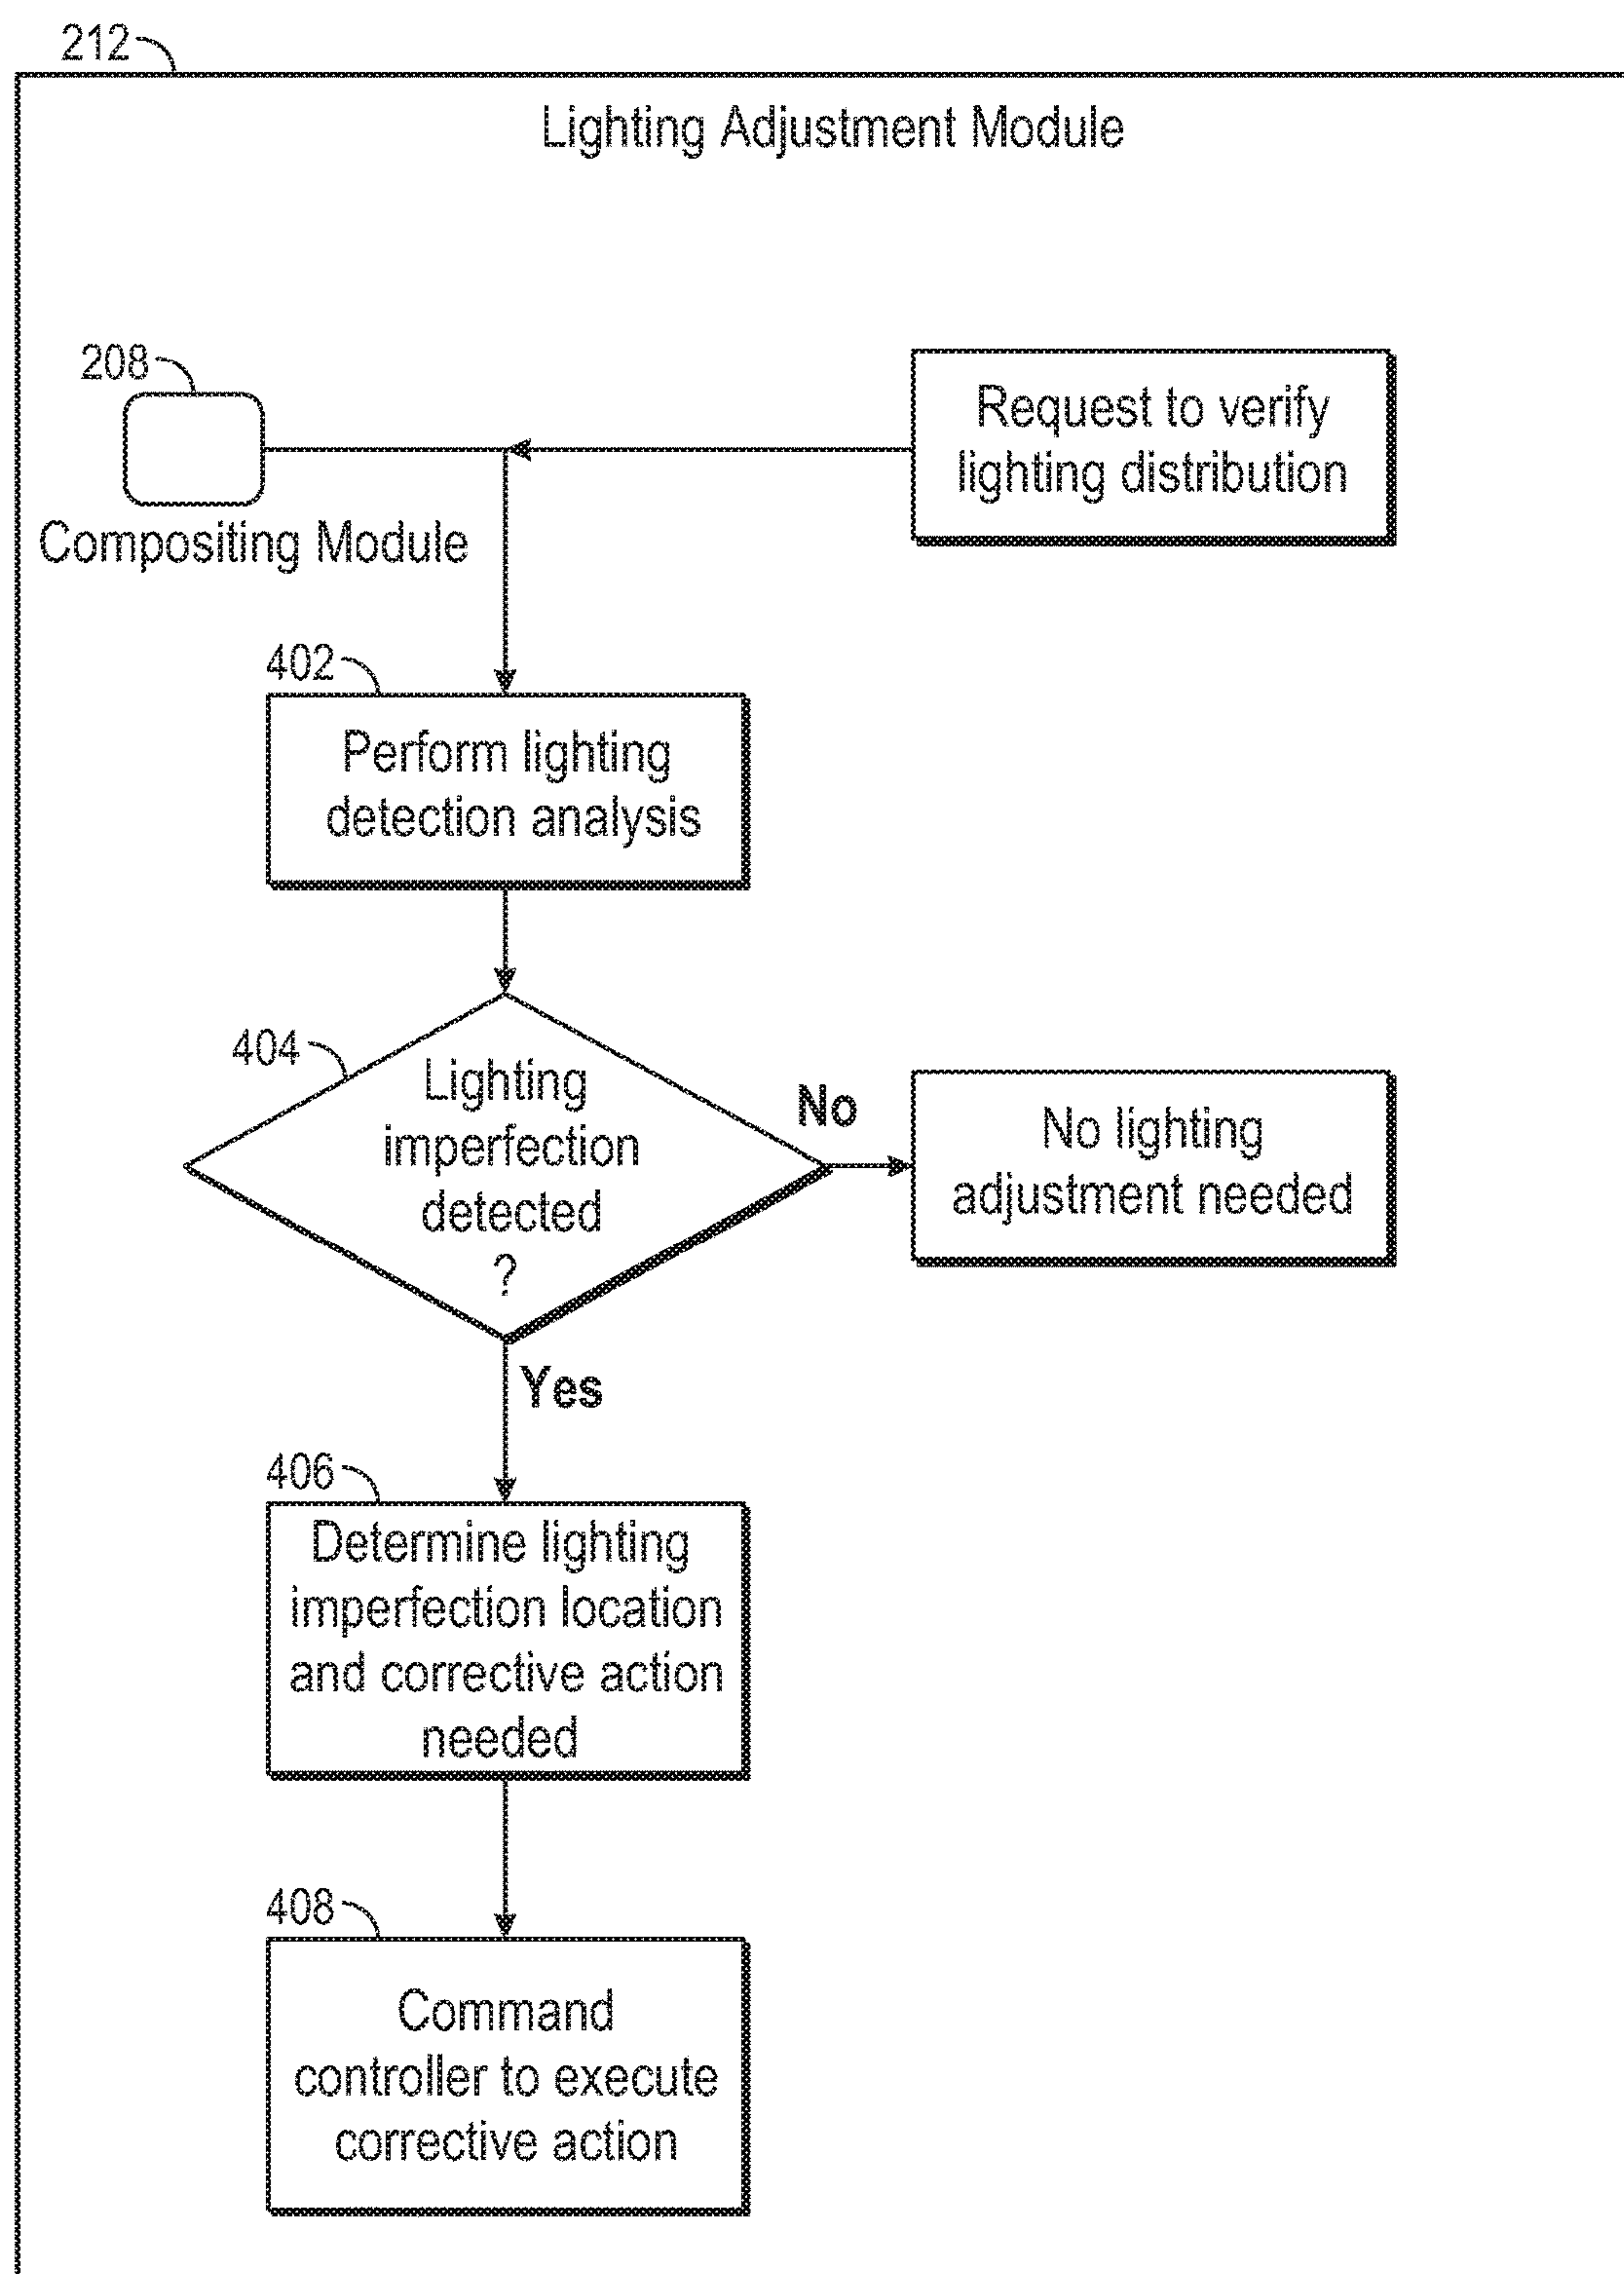 212
Lighting Adjustment Module
208
Compositing Module
Request to verify
lighting distribution
402
Perform lighting
detection analysis
404
Lighting
imperfection
detected
?
No
No lighting
adjustment needed
Yes
406
Determine lighting
imperfection location
and corrective action
needed
408
Command
controller to execute
corrective action